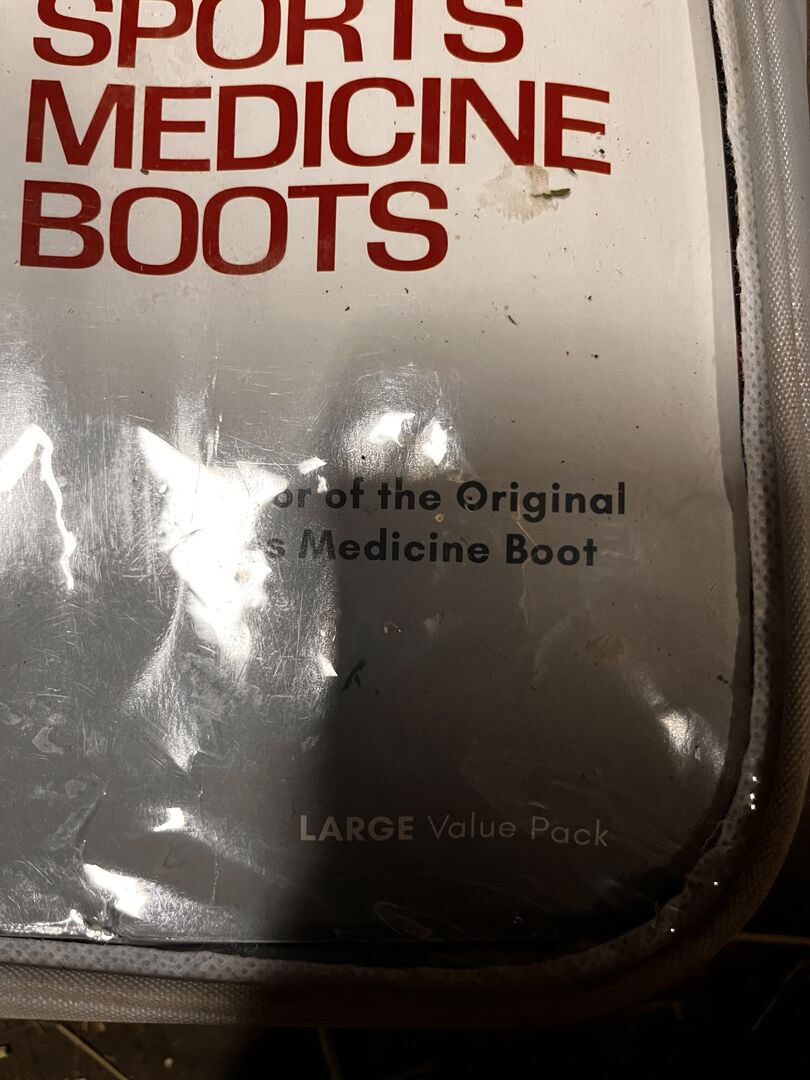 SPORTS
MEDICINE
BOOTS
of the Original
Medicine Boot
LARGE Value Pack